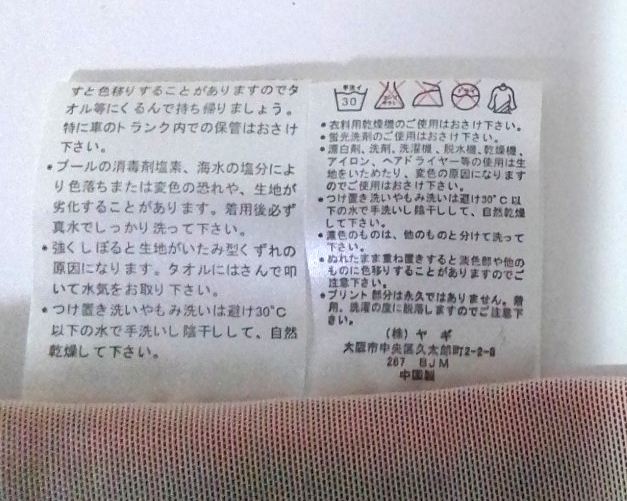 すと色移りすることがありますのでタ
オル等にくるんで持ち帰りましょう。
特に車のトランク内での保管はおさけ
下さい。
•プールの消毒剤塩素、海水の塩分によ
り色落ちまたは変色の恐れや、生地が
劣化することがあります。着用後必ず
真水でしっかり洗って下さい。
•強くしぼると生地がいたみ型くずれの
原因になります。タオルにはさんで叩
いて水気をお取り下さい。
•つけ置き洗いやもみ洗いは避け30℃
以下の水で手洗いし陰干しして、自然
乾燥して下さい。
手洗イ
30
•衣料用乾燥機のご使用はおさけ下さい。
•蛍光洗剤のご使用はおさけ下さい。
•漂白剤、洗剤、洗濯機、脱水機、乾燥機、
アイロン、ヘアドライヤー等の使用は生
地をいためたり、変色の原因になります
のでご使用はおさけ下さい。
•つけ置き洗いやもみ洗いは避け30℃以
下の水で手洗いし陰干しして、自然乾燥
して下さい。
•濃色のものは、他のものと分けて洗って
下さい。
•ぬれたまま重ね置きすると淡色部や他の
ものに色移りすることがありますのでご
注意下さい。
•プリント部分は永久ではありません。着
用、洗濯の度に脱落しますのでご注意下
さい。
(株)ヤギ
大阪市中央区久太郎町2-2-8
267 BJM
中国製